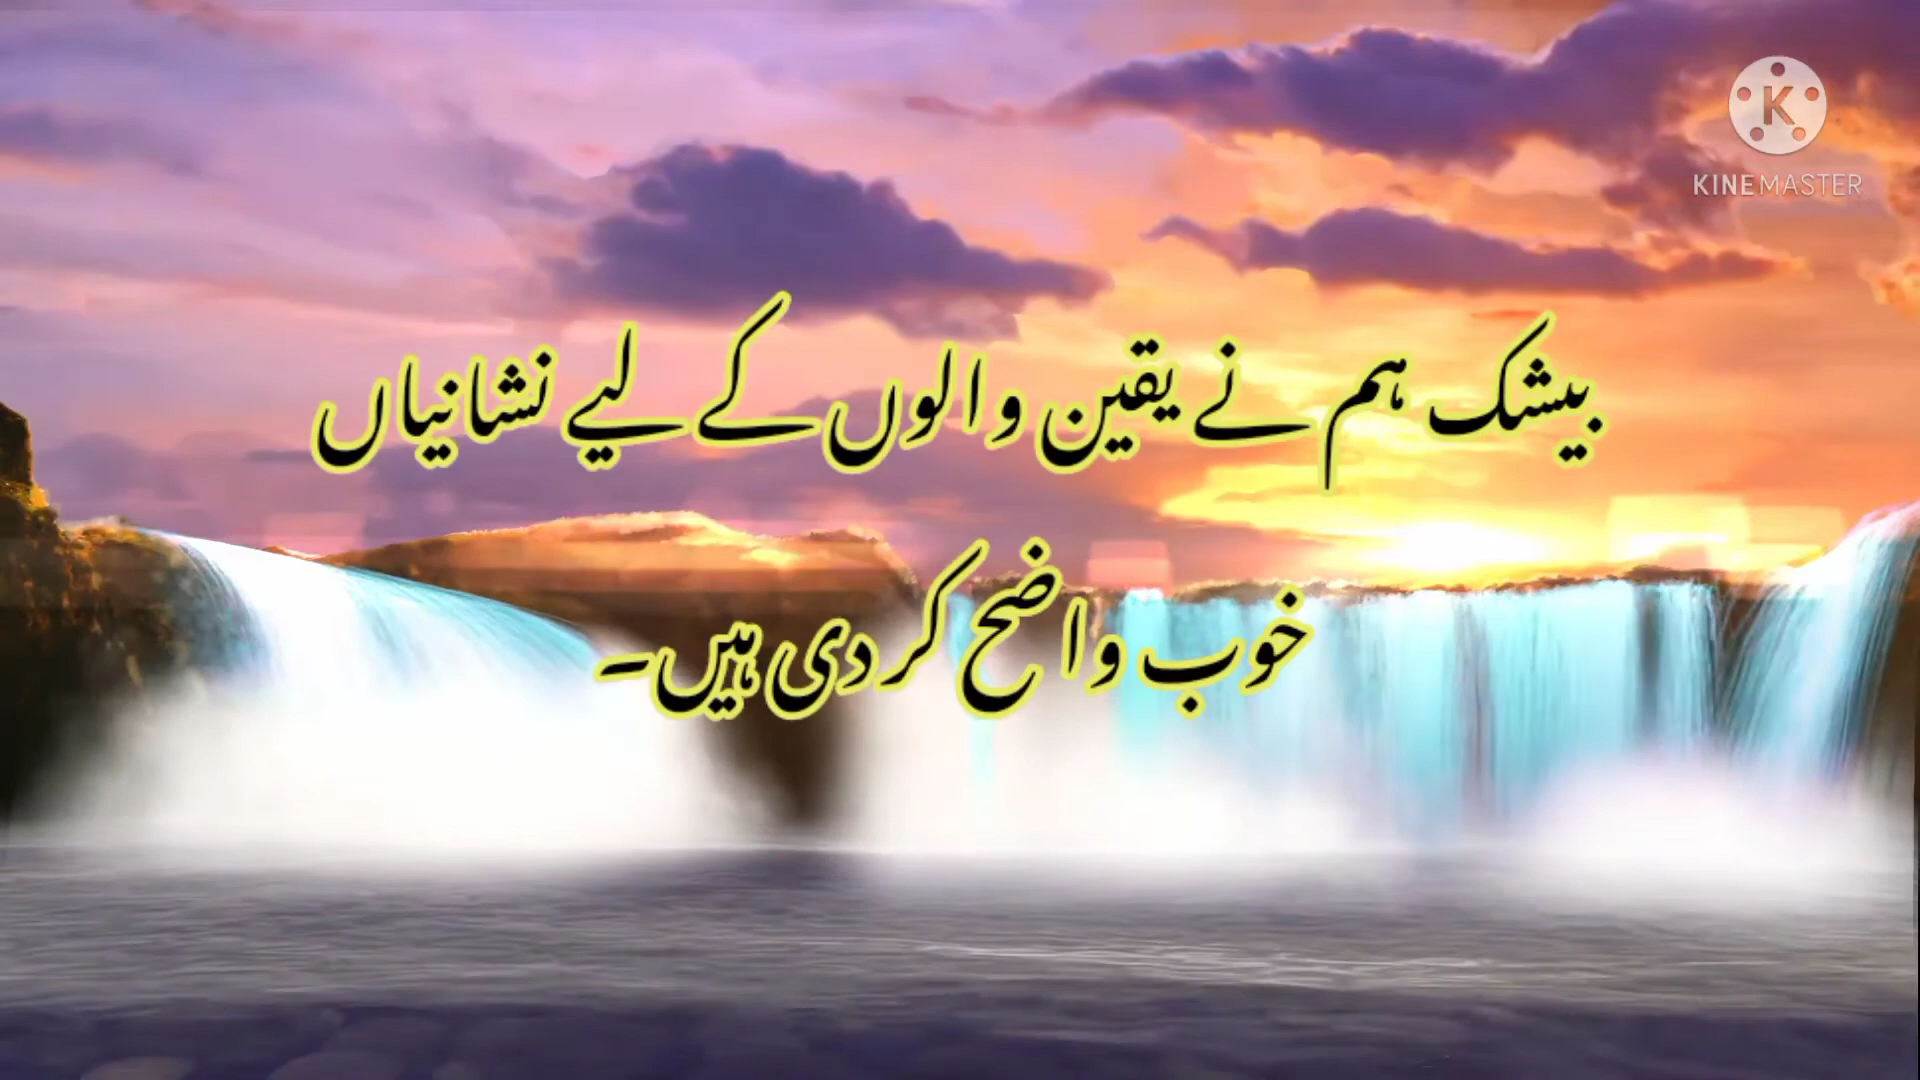 KINEMASTER
بیشک ہم نے یقین والوں کے لیے نشانیاں
خوب واضح کر دی ہیں۔